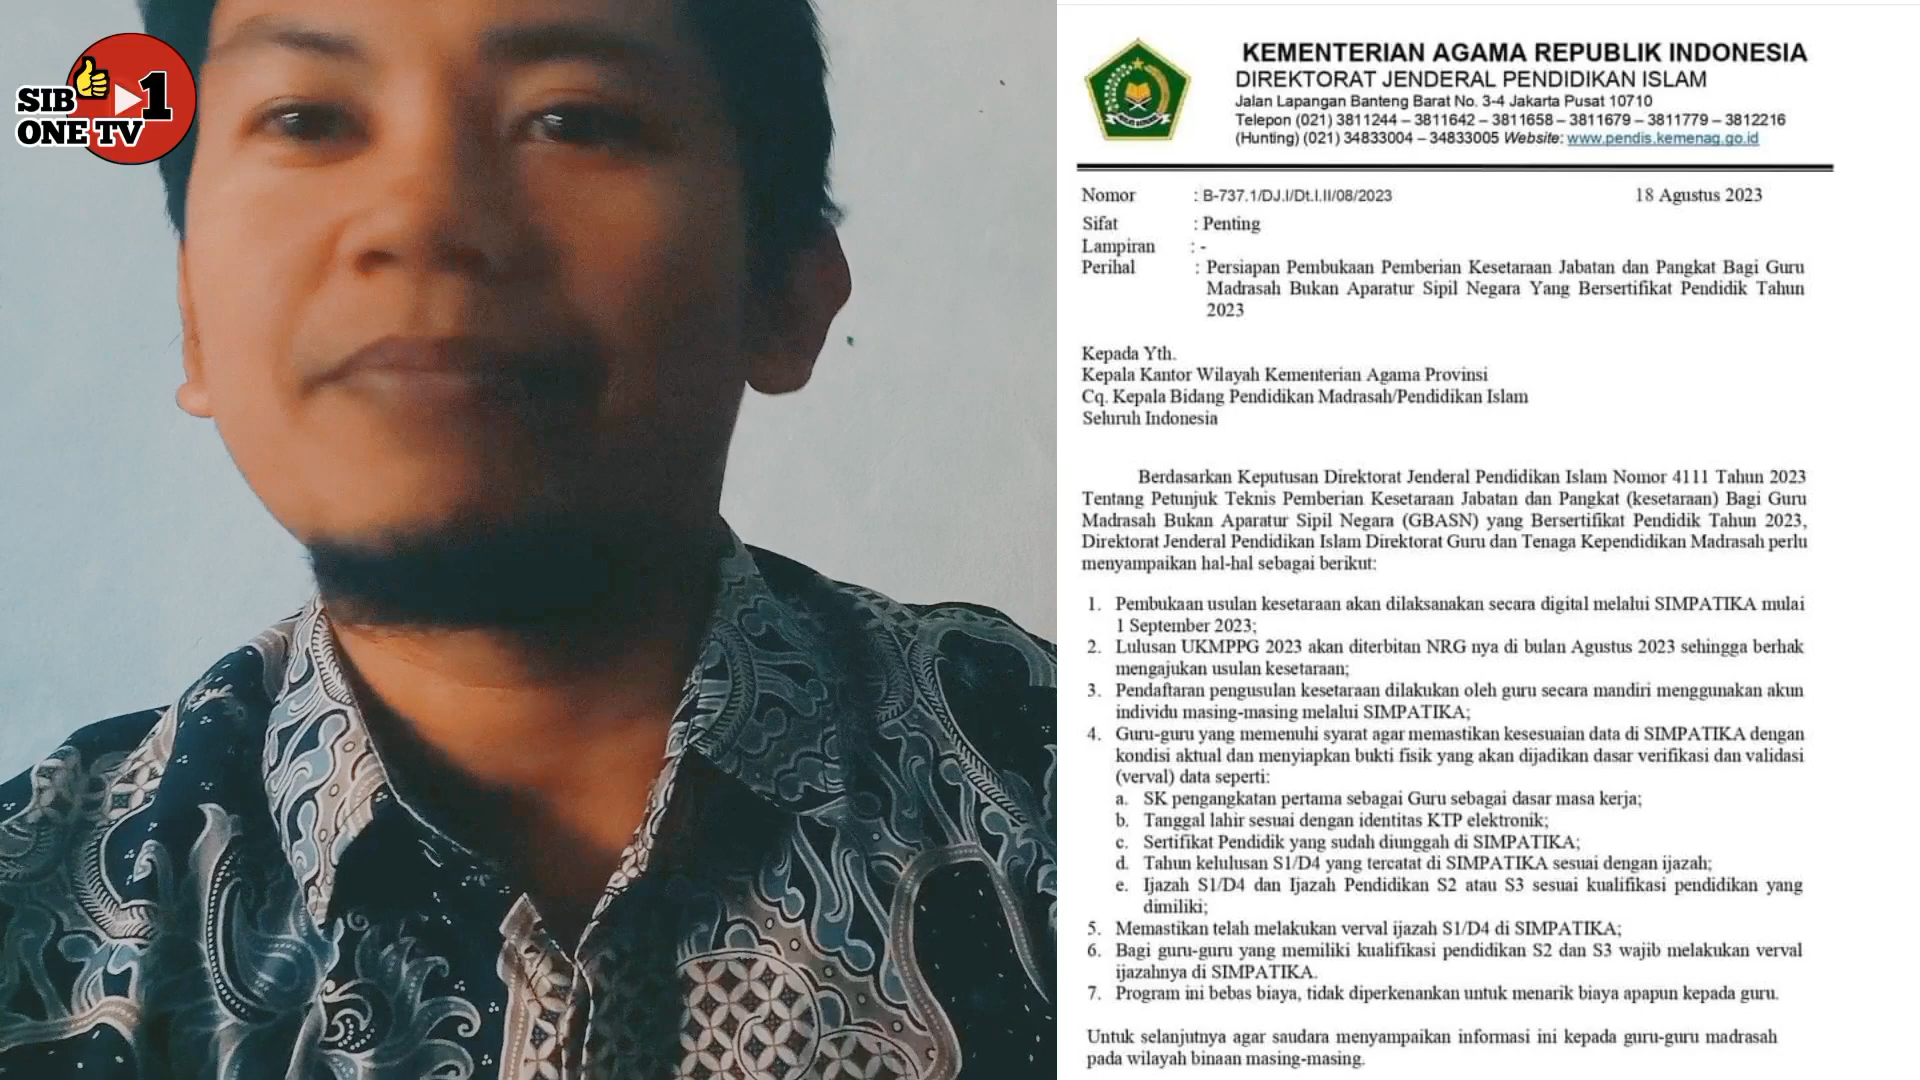 SIB 1
ONE TV
KEMENTERIAN AGAMA REPUBLIK INDONESIA
DIREKTORAT JENDERAL PENDIDIKAN ISLAM
Jalan Lapangan Banteng Barat No. 3-4 Jakarta Pusat 10710
Telepon (021) 3811244 – 3811642 – 3811658 – 3811679 – 3811779 – 3812216
(Hunting) (021) 34833004 – 34833005 Website: www.pendis.kemenag.go.id
Nomor : B-737.1/DJ.I/Dt.I.II/08/2023 18 Agustus 2023
Sifat : Penting
Lampiran : -
Perihal : Persiapan Pembukaan Pemberian Kesetaraan Jabatan dan Pangkat Bagi Guru
Madrasah Bukan Aparatur Sipil Negara Yang Bersertifikat Pendidik Tahun
2023
Kepada Yth.
Kepala Kantor Wilayah Kementerian Agama Provinsi
Cq. Kepala Bidang Pendidikan Madrasah/Pendidikan Islam
Seluruh Indonesia
Berdasarkan Keputusan Direktorat Jenderal Pendidikan Islam Nomor 4111 Tahun 2023
Tentang Petunjuk Teknis Pemberian Kesetaraan Jabatan dan Pangkat (kesetaraan) Bagi Guru
Madrasah Bukan Aparatur Sipil Negara (GBASN) yang Bersertifikat Pendidik Tahun 2023,
Direktorat Jenderal Pendidikan Islam Direktorat Guru dan Tenaga Kependidikan Madrasah perlu
menyampaikan hal-hal sebagai berikut:
1. Pembukaan usulan kesetaraan akan dilaksanakan secara digital melalui SIMPATIKA mulai
1 September 2023;
2. Lulusan UKMPPG 2023 akan diterbitan NRG nya di bulan Agustus 2023 sehingga berhak
mengajukan usulan kesetaraan;
3. Pendaftaran pengusulan kesetaraan dilakukan oleh guru secara mandiri menggunakan akun
individu masing-masing melalui SIMPATIKA;
4. Guru-guru yang memenuhi syarat agar memastikan kesesuaian data di SIMPATIKA dengan
kondisi aktual dan menyiapkan bukti fisik yang akan dijadikan dasar verifikasi dan validasi
(verval) data seperti:
a. SK pengangkatan pertama sebagai Guru sebagai dasar masa kerja;
b. Tanggal lahir sesuai dengan identitas KTP elektronik;
c. Sertifikat Pendidik yang sudah diunggah di SIMPATIKA;
d. Tahun kelulusan S1/D4 yang tercatat di SIMPATIKA sesuai dengan ijazah;
e. Ijazah S1/D4 dan Ijazah Pendidikan S2 atau S3 sesuai kualifikasi pendidikan yang
dimiliki;
5. Memastikan telah melakukan verval ijazah S1/D4 di SIMPATIKA;
6. Bagi guru-guru yang memiliki kualifikasi pendidikan S2 dan S3 wajib melakukan verval
ijazahnya di SIMPATIKA.
7. Program ini bebas biaya, tidak diperkenankan untuk menarik biaya apapun kepada guru.
Untuk selanjutnya agar saudara menyampaikan informasi ini kepada guru-guru madrasah
pada wilayah binaan masing-masing.